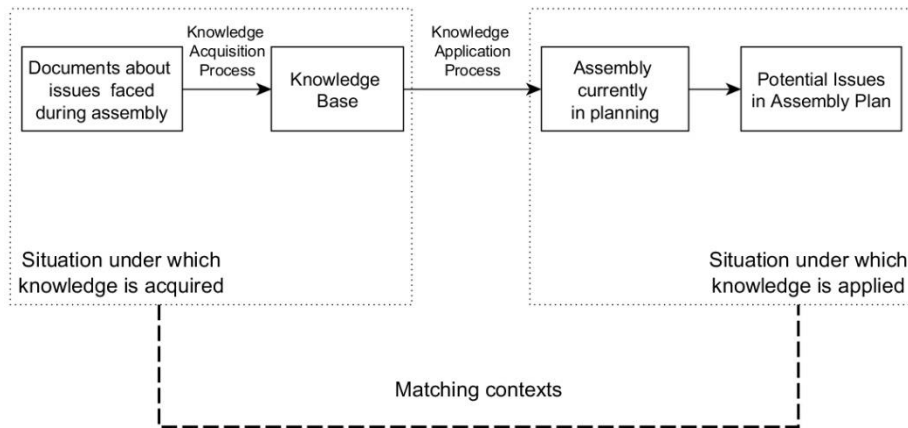 Knowledge
Acquisition
Process
Knowledge
Application
Process
Documents about
issues faced
during assembly
Knowledge
Base
Assembly
currently
in planning
Potential Issues
in Assembly Plan
Situation under which
knowledge is acquired
Situation under which
knowledge is applied
Matching contexts